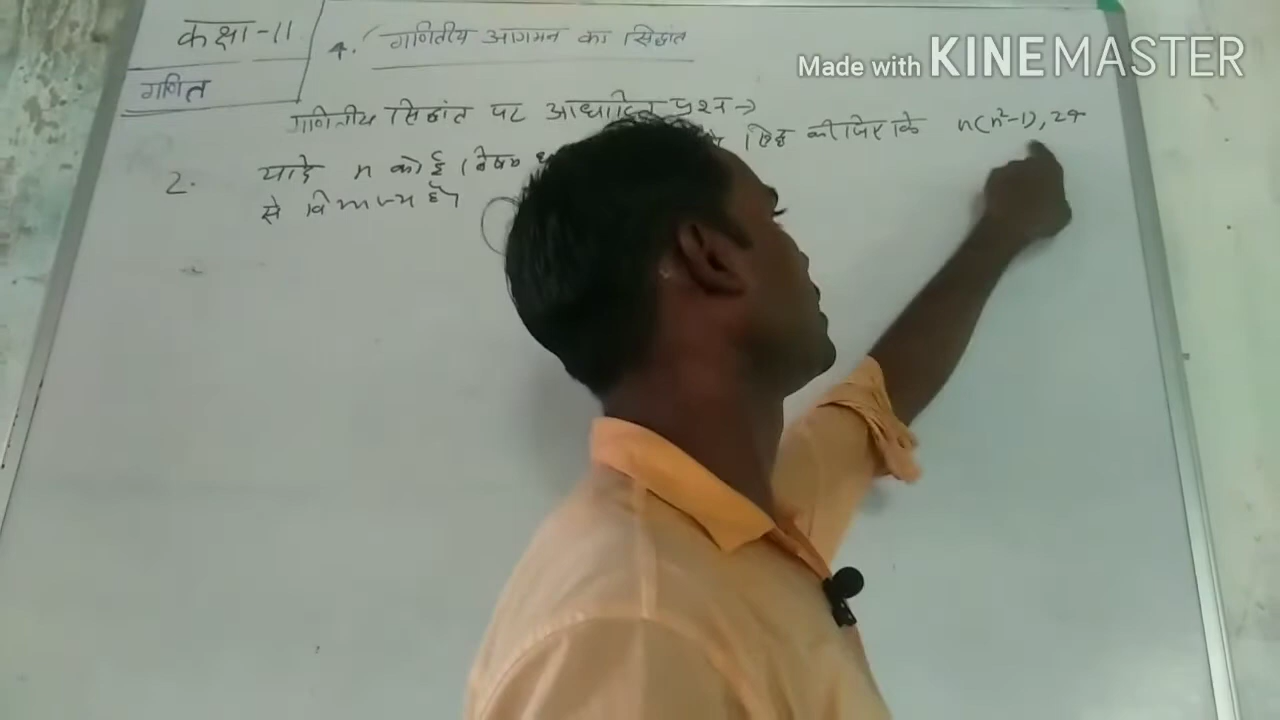 कक्षा-11
गणित
4. गणितीय आगमन का सिद्धांत
Made with KINEMASTER
गणितीय सिद्धांत पर आधारित प्रश्न →
2. यदि n कोई विषम सिद्ध कीजिए कि n(n²-1), 24
से विभाज्य है।